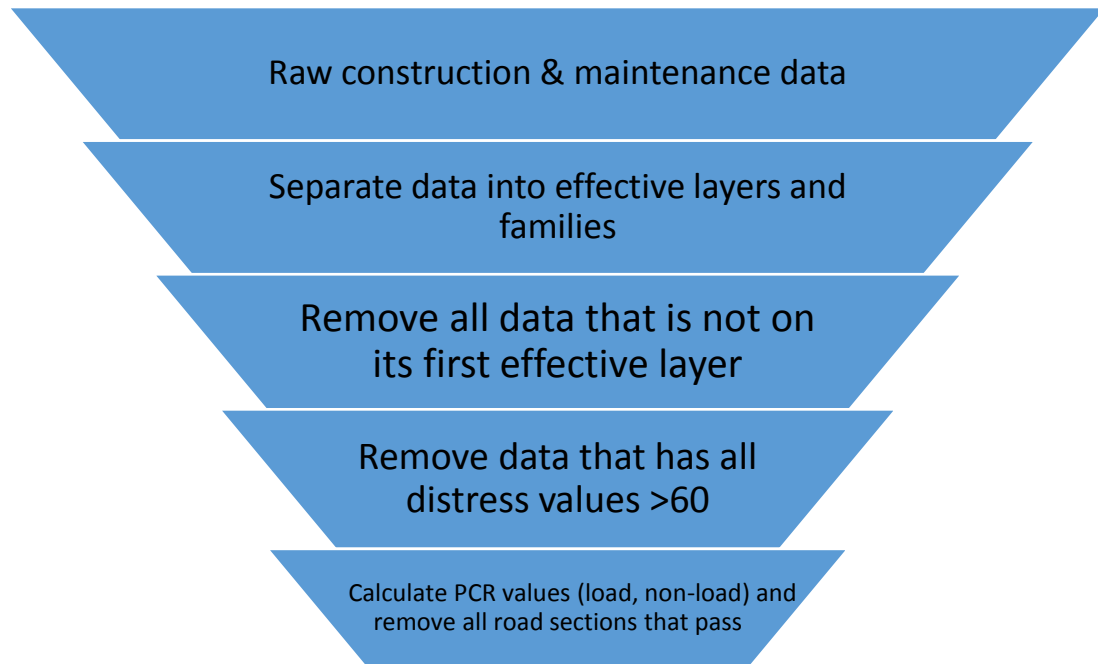 Raw construction & maintenance data
Separate data into effective layers and
families
Remove all data that is not on
its first effective layer
Remove data that has all
distress values >60
Calculate PCR values (load, non-load) and
remove all road sections that pass